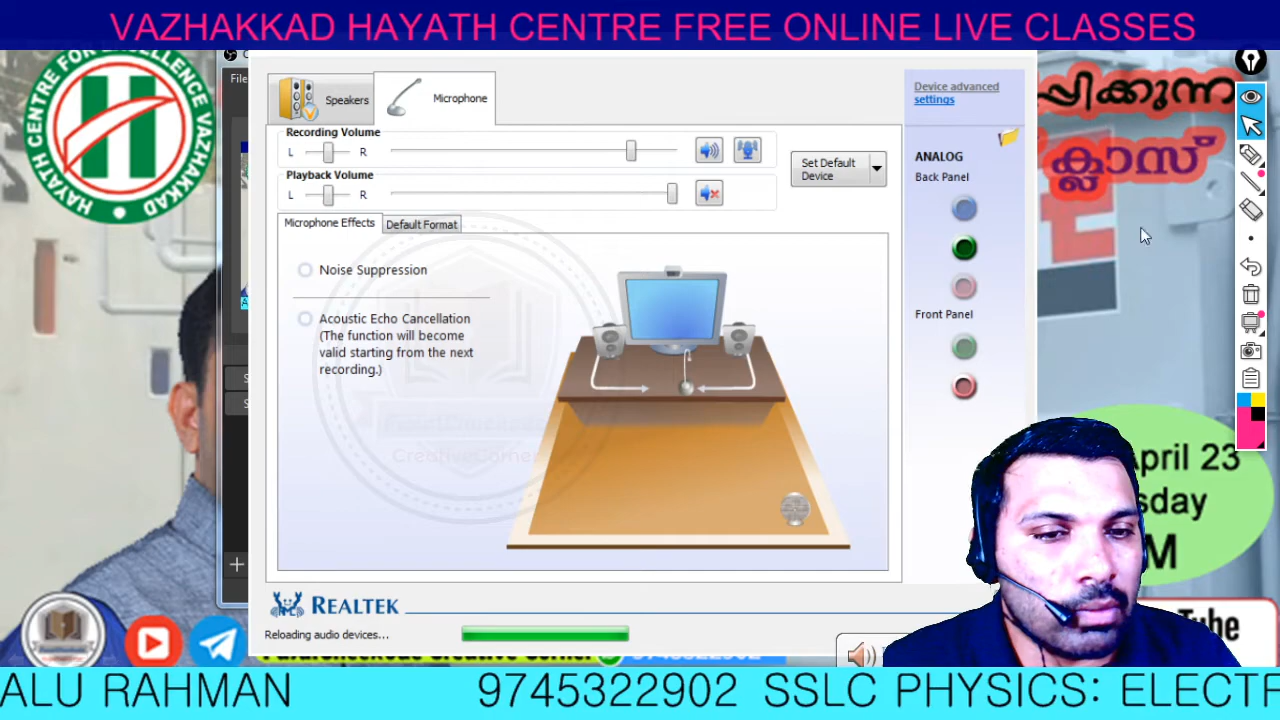 VAZHAKKAD HAYATH CENTRE FREE ONLINE LIVE CLASSES
HAYATH CENTRE FOR EXCELLENCE VAZHAKKAD
File
Speakers
Microphone
Device advanced
settings
Recording Volume
L R
Set Default
Device
Playback Volume
L R
ANALOG
Back Panel
Microphone Effects
Default Format
Noise Suppression
Acoustic Echo Cancellation
(The function will become
valid starting from the next
recording.)
Front Panel
Creative Corner
ക്ലാസ്
April 23
sday
M
REALTEK
Reloading audio devices...
Tube
ALU RAHMAN 9745322902 SSLC PHYSICS: ELECTR